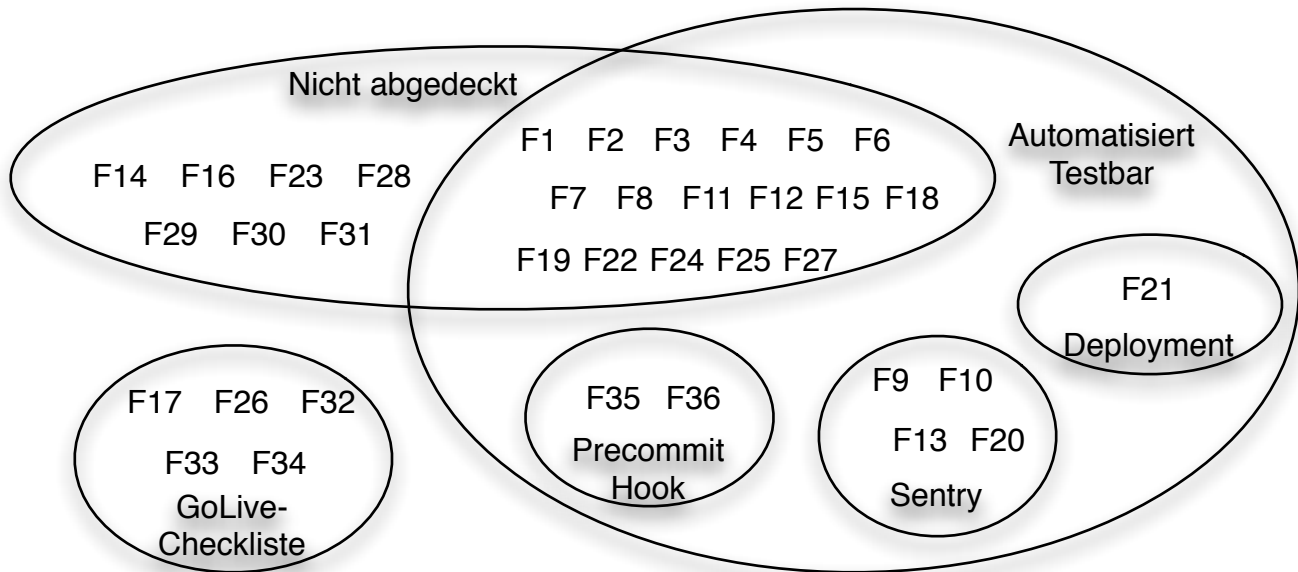 Nicht abgedeckt
F14 F16 F23 F28
F29 F30 F31
F1 F2 F3 F4 F5 F6
F7 F8 F11 F12 F15 F18
F19 F22 F24 F25 F27
Automatisiert
Testbar
F21
Deployment
F17 F26 F32
F33 F34
GoLive-
Checkliste
F35 F36
Precommit
Hook
F9 F10
F13 F20
Sentry